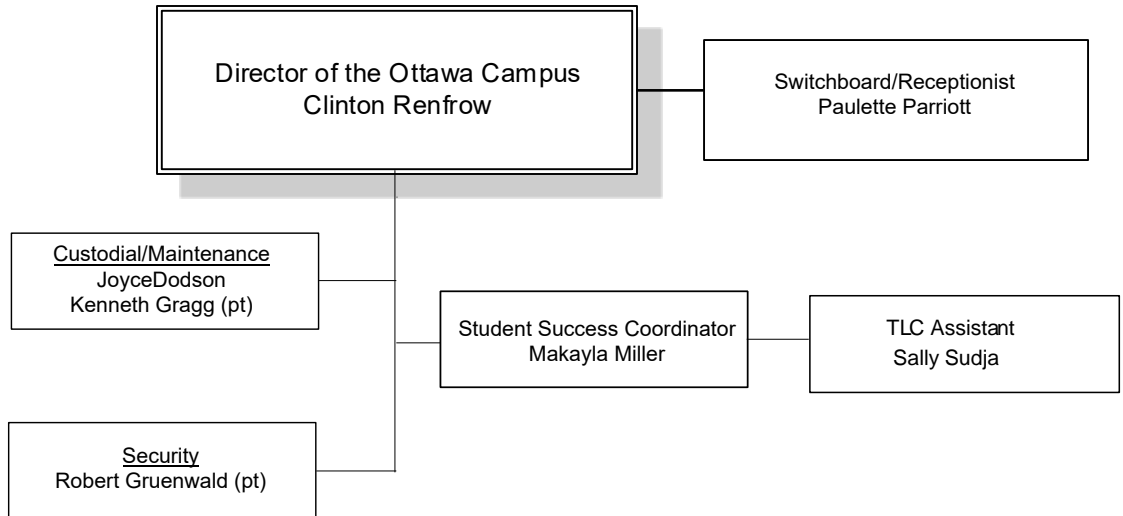 Director of the Ottawa Campus
Clinton Renfrow
Switchboard/Receptionist
Paulette Parriott
Custodial/Maintenance
JoyceDodson
Kenneth Gragg (pt)
Student Success Coordinator
Makayla Miller
TLC Assistant
Sally Sudja
Security
Robert Gruenwald (pt)